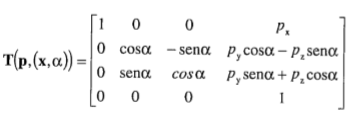 T(p,(x,α)) = [ 1 0 0 pₓ
0 cosα − senα p_y cosα − p_z senα
0 senα cosα p_y senα + p_z cosα
0 0 0 1 ]